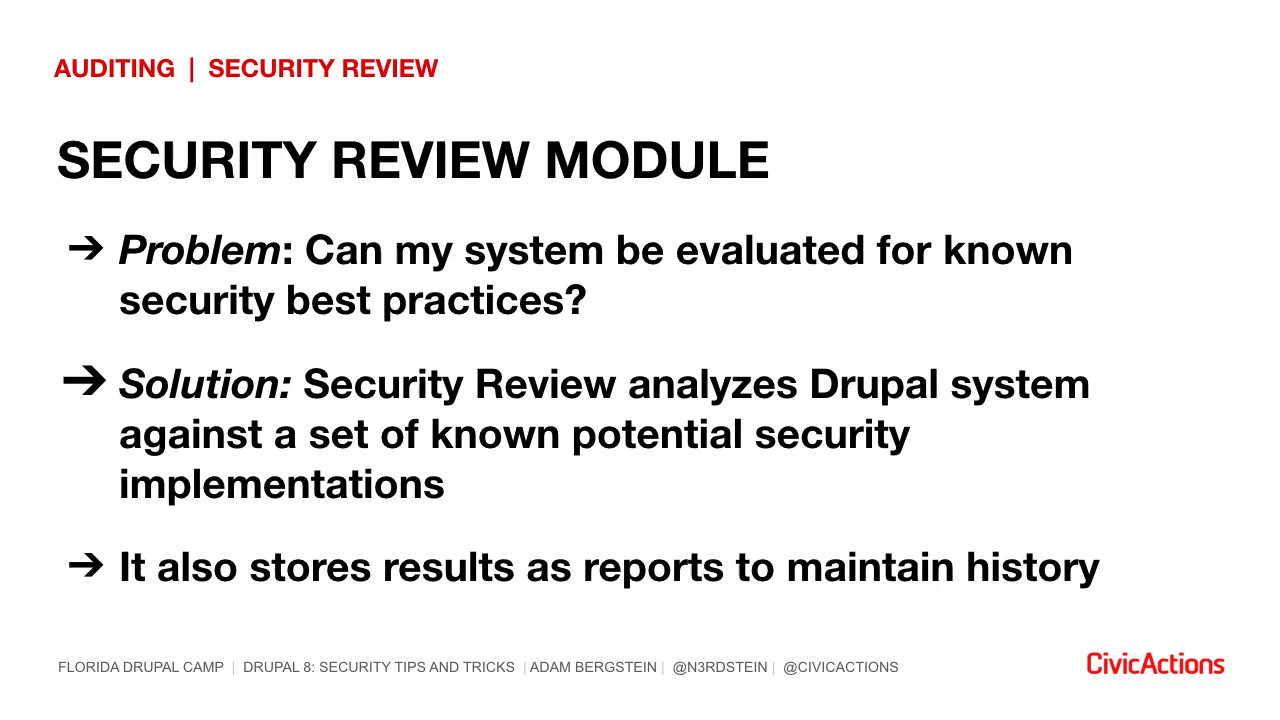 AUDITING | SECURITY REVIEW
SECURITY REVIEW MODULE
➔ Problem: Can my system be evaluated for known
security best practices?
➔ Solution: Security Review analyzes Drupal system
against a set of known potential security
implementations
➔ It also stores results as reports to maintain history
FLORIDA DRUPAL CAMP | DRUPAL 8: SECURITY TIPS AND TRICKS | ADAM BERGSTEIN | @N3RDSTEIN | @CIVICACTIONS
CivicActions